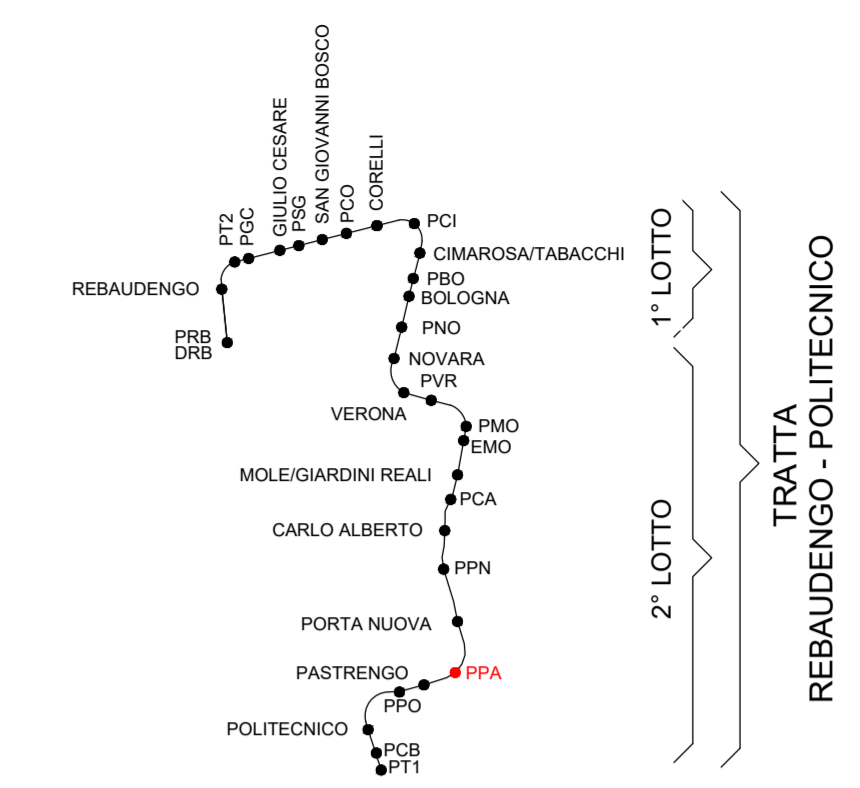 PRB
DRB
REBAUDENGO
PT2
PGC
GIULIO CESARE
PSG
SAN GIOVANNI BOSCO
PCO
CORELLI
PCI
CIMAROSA/TABACCHI
PBO
BOLOGNA
PNO
NOVARA
PVR
VERONA
PMO
EMO
MOLE/GIARDINI REALI
PCA
CARLO ALBERTO
PPN
PORTA NUOVA
PPA
PASTRENGO
PPO
POLITECNICO
PCB
PT1
1° LOTTO
2° LOTTO
TRATTA
REBAUDENGO - POLITECNICO